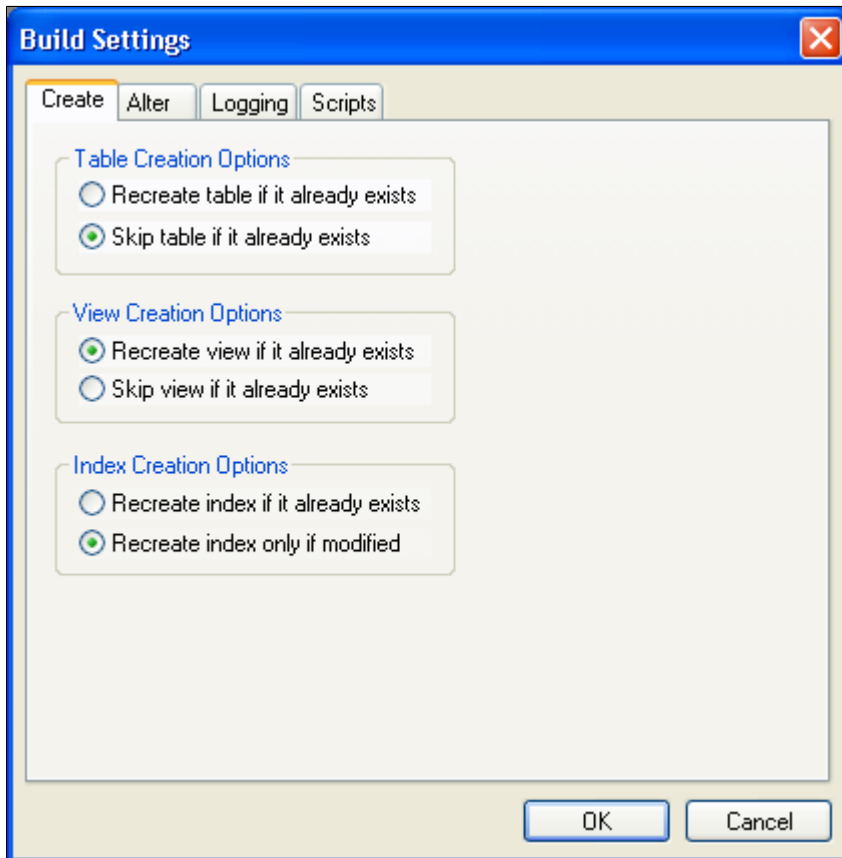 Build Settings
Create Alter Logging Scripts
Table Creation Options
Recreate table if it already exists
Skip table if it already exists
View Creation Options
Recreate view if it already exists
Skip view if it already exists
Index Creation Options
Recreate index if it already exists
Recreate index only if modified
OK Cancel